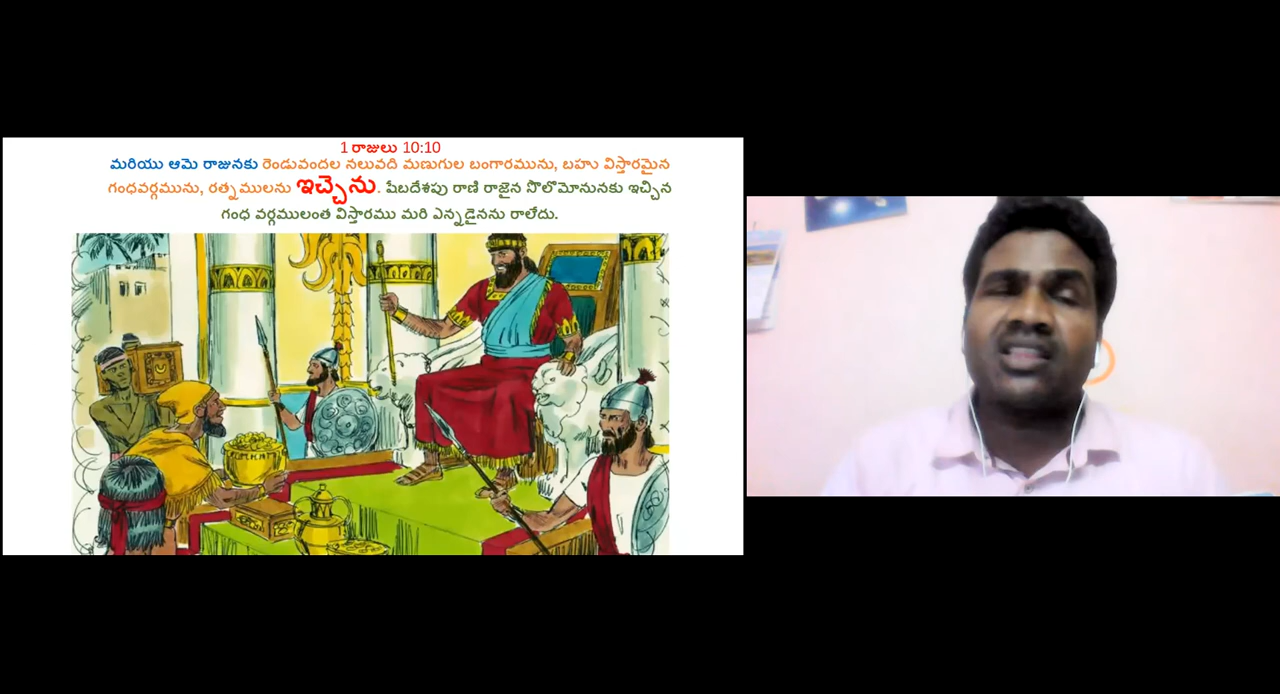 1 రాజులు 10:10
మరియు ఆమె రాజునకు రెండువందల నలువది మణుగుల బంగారమును, బహు విస్తారమైన
గంధవర్గమును, రత్నములను ఇచ్చెను. షేబదేశపు రాణి రాజైన సొలొమోనునకు ఇచ్చిన
గంధ వర్గములంత విస్తారము మరి ఎన్నడైనను రాలేదు.